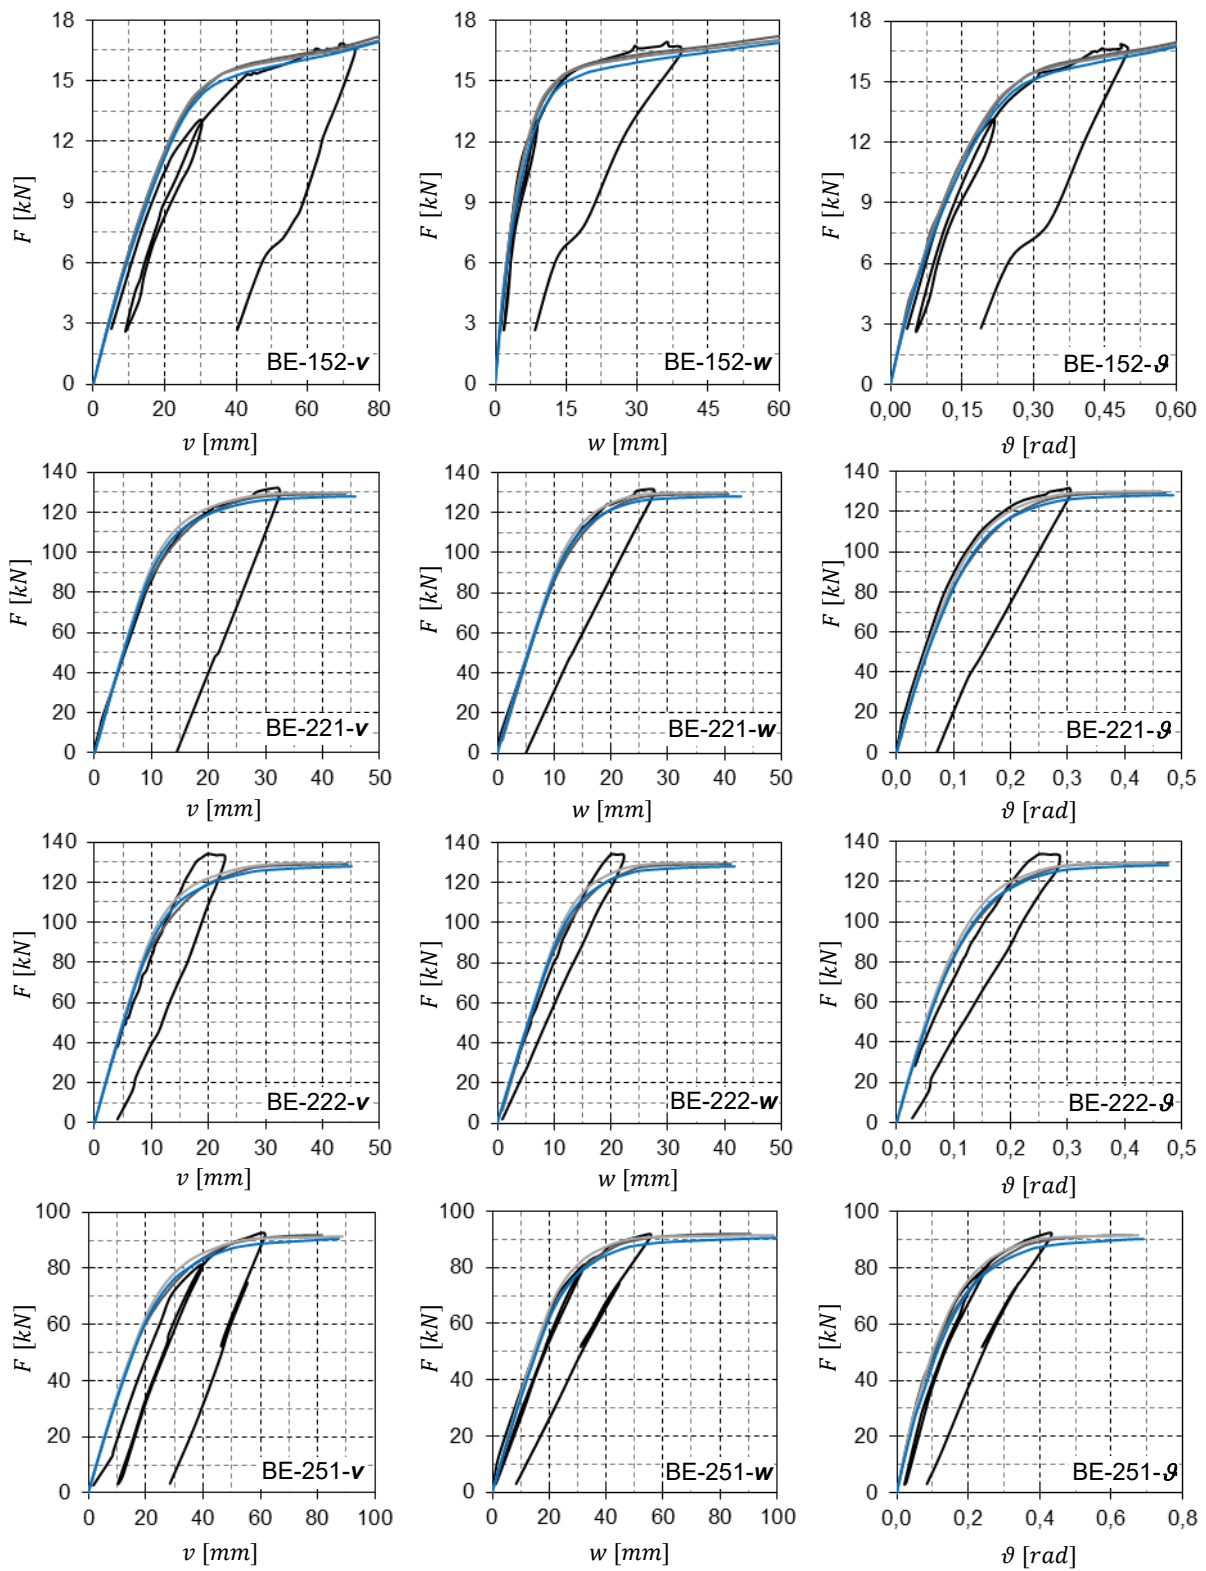 18
15
12
9
6
3
0
F [kN]
BE-152-v
0 20 40 60 80
v [mm]
18
15
12
9
6
3
0
F [kN]
BE-152-w
0 15 30 45 60
w [mm]
18
15
12
9
6
3
0
F [kN]
BE-152-ϑ
0,00 0,15 0,30 0,45 0,60
ϑ [rad]
140
120
100
80
60
40
20
0
F [kN]
BE-221-v
0 10 20 30 40 50
v [mm]
140
120
100
80
60
40
20
0
F [kN]
BE-221-w
0 10 20 30 40 50
w [mm]
140
120
100
80
60
40
20
0
F [kN]
BE-221-ϑ
0,0 0,1 0,2 0,3 0,4 0,5
ϑ [rad]
140
120
100
80
60
40
20
0
F [kN]
BE-222-v
0 10 20 30 40 50
v [mm]
140
120
100
80
60
40
20
0
F [kN]
BE-222-w
0 10 20 30 40 50
w [mm]
140
120
100
80
60
40
20
0
F [kN]
BE-222-ϑ
0,0 0,1 0,2 0,3 0,4 0,5
ϑ [rad]
100
80
60
40
20
0
F [kN]
BE-251-v
0 20 40 60 80 100
v [mm]
100
80
60
40
20
0
F [kN]
BE-251-w
0 20 40 60 80 100
w [mm]
100
80
60
40
20
0
F [kN]
BE-251-ϑ
0,0 0,2 0,4 0,6 0,8
ϑ [rad]